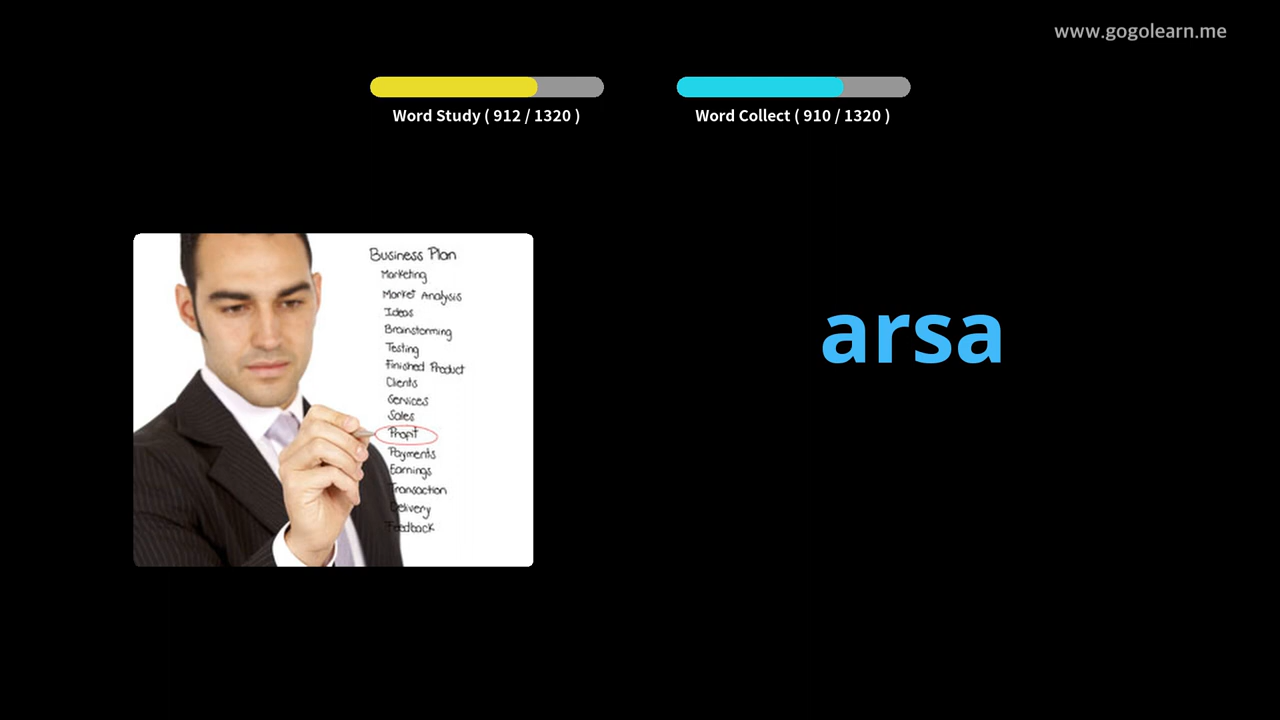 www.gogolearn.me
Word Study ( 912 / 1320 )
Word Collect ( 910 / 1320 )
Business Plan
Marketing
Market Analysis
Ideas
Brainstorming
Testing
Finished Product
Clients
Services
Sales
Profit
Payments
Earnings
Transaction
Delivery
Feedback
arsa